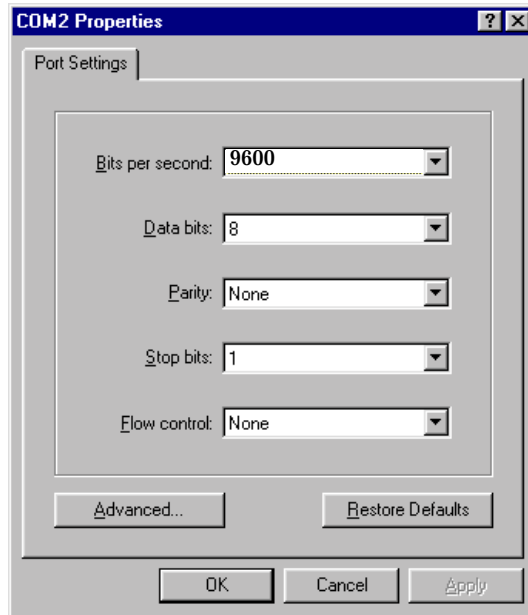 COM2 Properties
Port Settings
Bits per second: 9600
Data bits: 8
Parity: None
Stop bits: 1
Flow control: None
Advanced... Restore Defaults
OK Cancel Apply